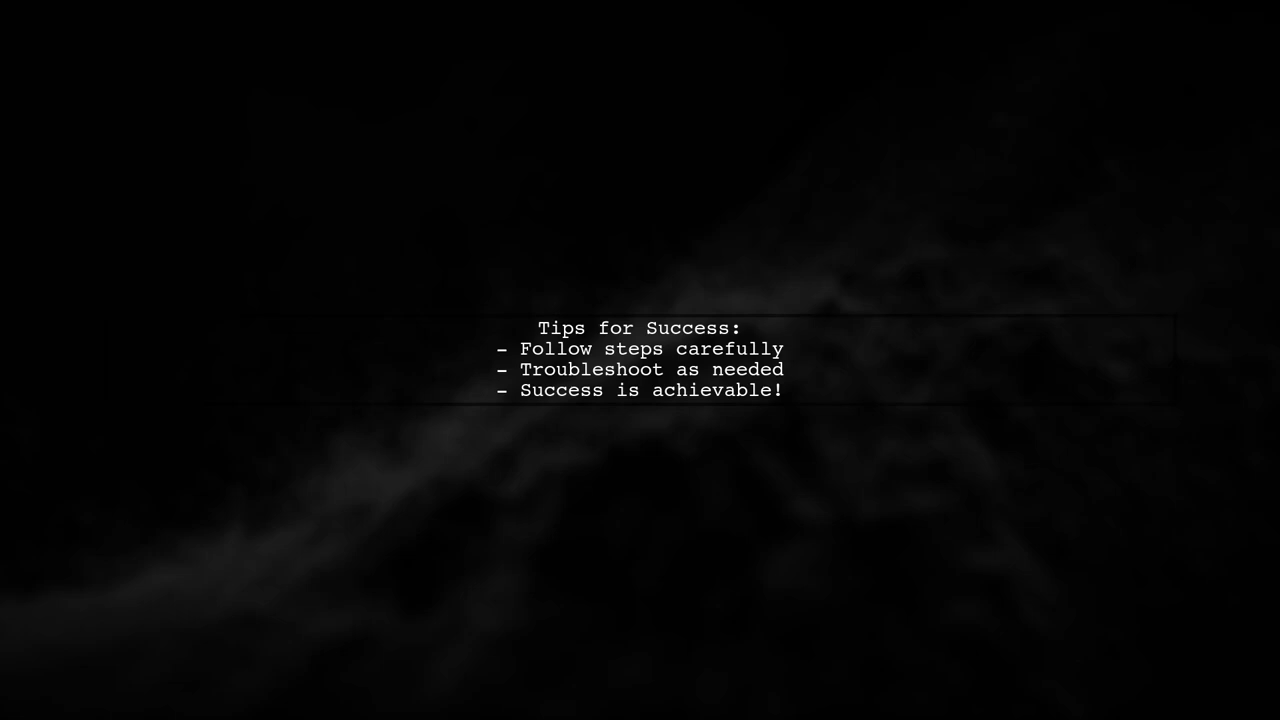 Tips for Success:
- Follow steps carefully
- Troubleshoot as needed
- Success is achievable!